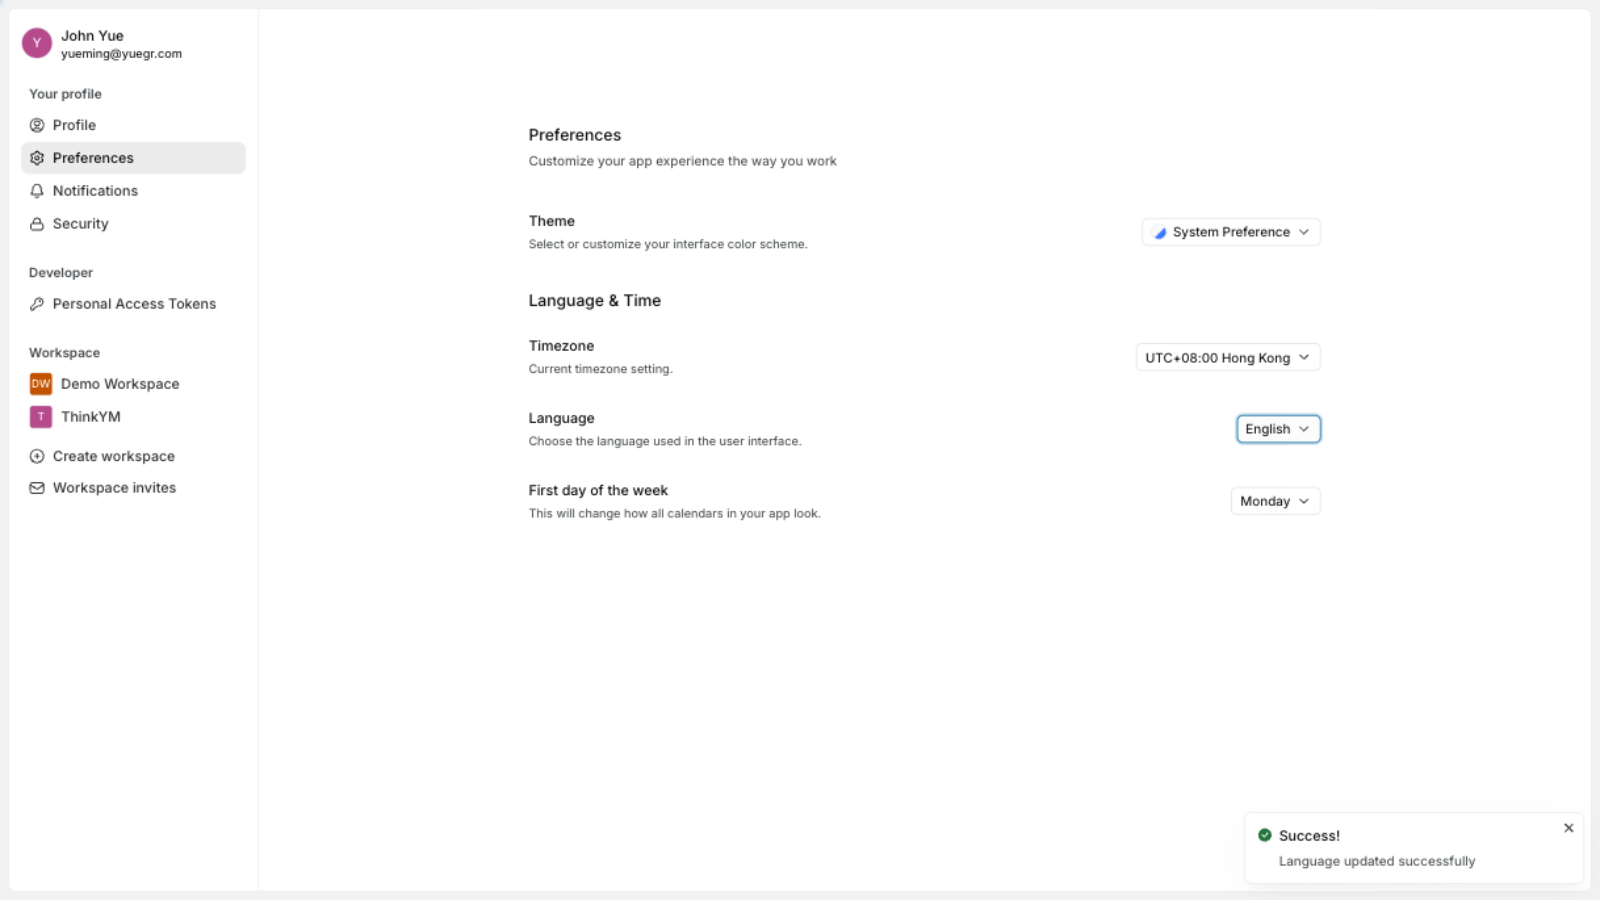 Y
John Yue
yueming@yuegr.com
Your profile
Profile
Preferences
Notifications
Security
Developer
Personal Access Tokens
Workspace
DW Demo Workspace
T ThinkYM
Create workspace
Workspace invites
Preferences
Customize your app experience the way you work
Theme
Select or customize your interface color scheme.
System Preference
Language & Time
Timezone
Current timezone setting.
UTC+08:00 Hong Kong
Language
Choose the language used in the user interface.
English
First day of the week
This will change how all calendars in your app look.
Monday
Success!
Language updated successfully